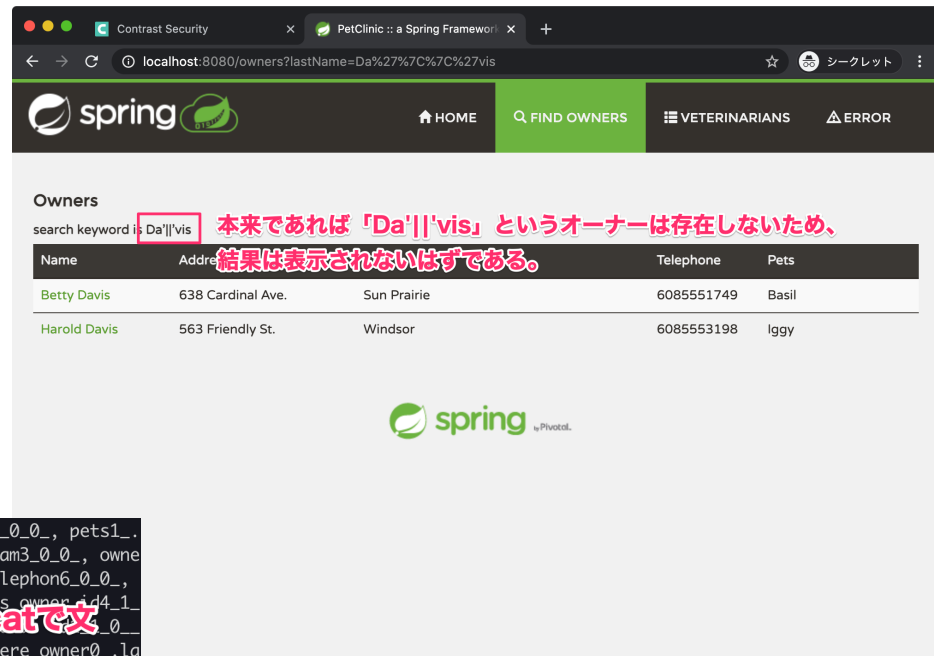 Contrast Security
PetClinic :: a Spring Framework
localhost:8080/owners?lastName=Da%27%7C%7C%27vis
シークレット
spring
HOME
FIND OWNERS
VETERINARIANS
ERROR
Owners
search keyword is Da'||'vis
本来であれば「Da'||'vis」というオーナーは存在しないため、
結果は表示されないはずである。
Name Telephone Pets
Betty Davis 638 Cardinal Ave. Sun Prairie 6085551749 Basil
Harold Davis 563 Friendly St. Windsor 6085553198 Iggy
spring by Pivotal.
_0_0_, pets1_.
am3_0_0_, owne
lephon6_0_0_,
atで文
ere owner0_.la